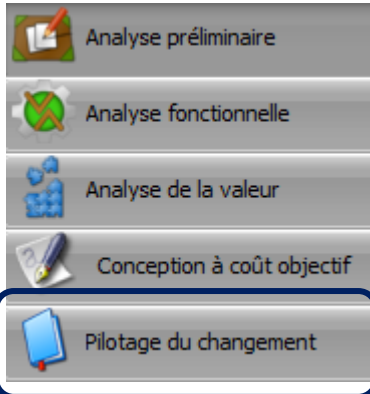 Analyse préliminaire
Analyse fonctionnelle
Analyse de la valeur
Conception à coût objectif
Pilotage du changement